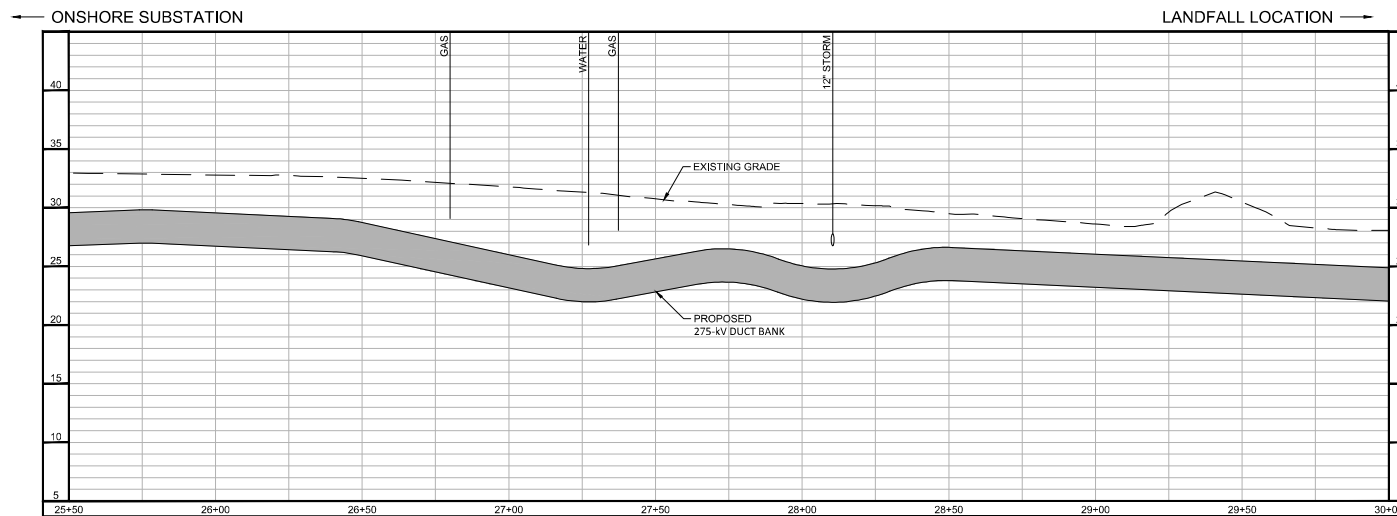 ONSHORE SUBSTATION
LANDFALL LOCATION
GAS
WATER
GAS
12" STORM
40
35
30
25
20
15
10
5
EXISTING GRADE
PROPOSED
275-kV DUCT BANK
25+50
26+00
26+50
27+00
27+50
28+00
28+50
29+00
29+50